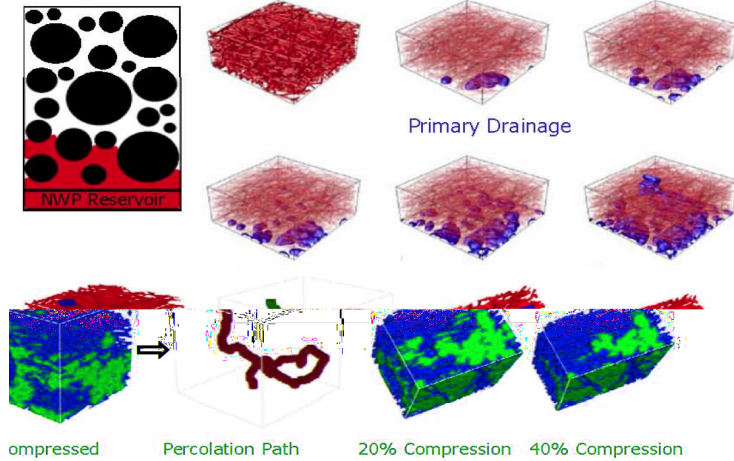 Primary Drainage
NWP Reservoir
ompressed
Percolation Path
20% Compression
40% Compression